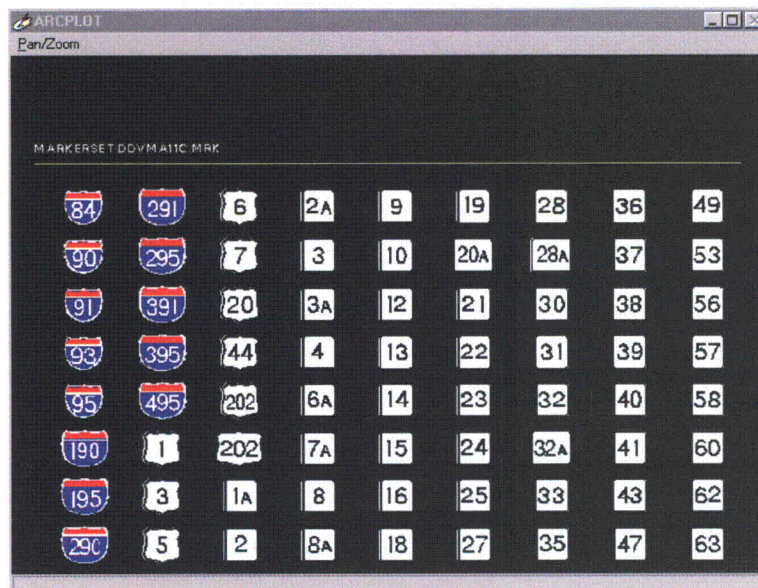 ARCPLOT
Pan/Zoom
MARKERSET DDVMA11C.MRK
84 291 6 2A 9 19 28 36 49
90 295 7 3 10 20A 28A 37 53
91 391 20 3A 12 21 30 38 56
93 395 44 4 13 22 31 39 57
95 495 202 6A 14 23 32 40 58
190 1 202 7A 15 24 32A 41 60
195 3 1A 8 16 25 33 43 62
290 5 2 8A 18 27 35 47 63